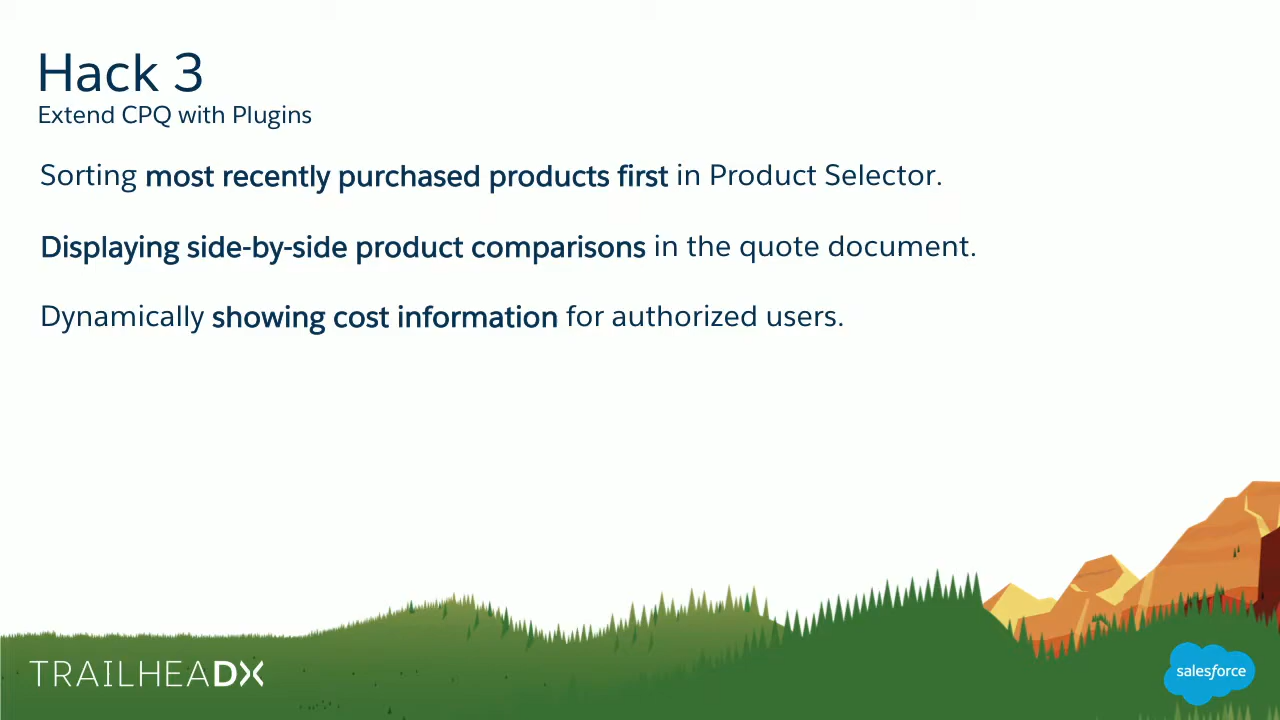 Hack 3
Extend CPQ with Plugins
Sorting most recently purchased products first in Product Selector.
Displaying side-by-side product comparisons in the quote document.
Dynamically showing cost information for authorized users.
TRAILHEADX
salesforce